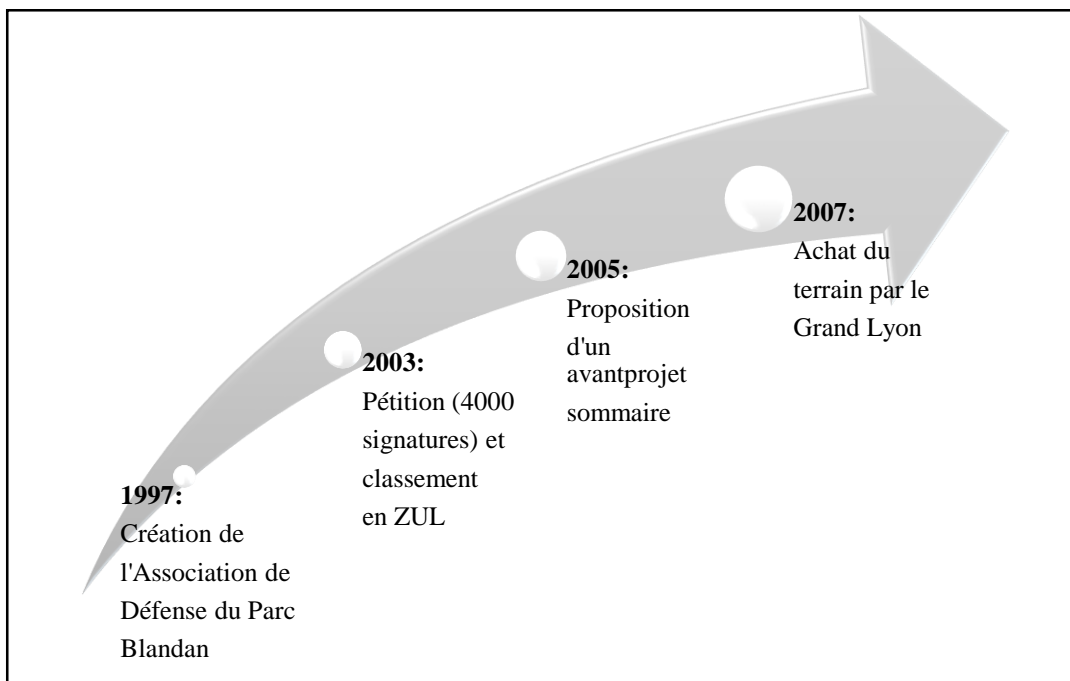 1997:
Création de
l'Association de
Défense du Parc
Blandan
2003:
Pétition (4000
signatures) et
classement
en ZUL
2005:
Proposition
d'un
avantprojet
sommaire
2007:
Achat du
terrain par le
Grand Lyon